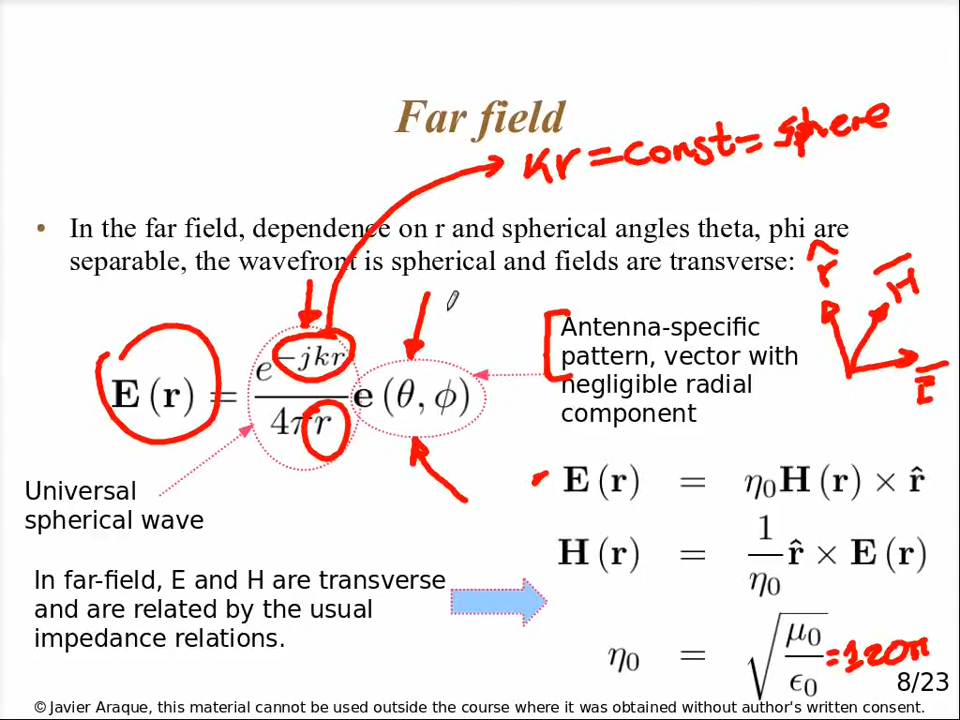 Far field
Kr = const = sphere
• In the far field, dependence on r and spherical angles theta, phi are
separable, the wavefront is spherical and fields are transverse:
r̂
H̅
E̅
Antenna-specific
pattern, vector with
negligible radial
component
E (r) = e^{-jkr} / 4πr e (θ, ϕ)
Universal
spherical wave
E (r) = η₀H (r) × r̂
H (r) = 1/η₀ r̂ × E (r)
In far-field, E and H are transverse
and are related by the usual
impedance relations.
η₀ = √(μ₀/ϵ₀) = 120π
8/23
© Javier Araque, this material cannot be used outside the course where it was obtained without author's written consent.